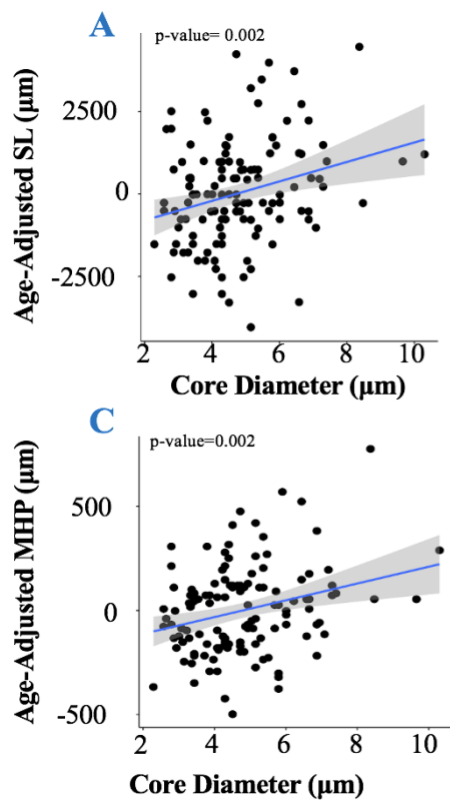 A
p-value= 0.002
Age-Adjusted SL (μm)
2500
0
-2500
2 4 6 8 10
Core Diameter (μm)
C
p-value=0.002
Age-Adjusted MHP (μm)
500
0
-500
2 4 6 8 10
Core Diameter (μm)